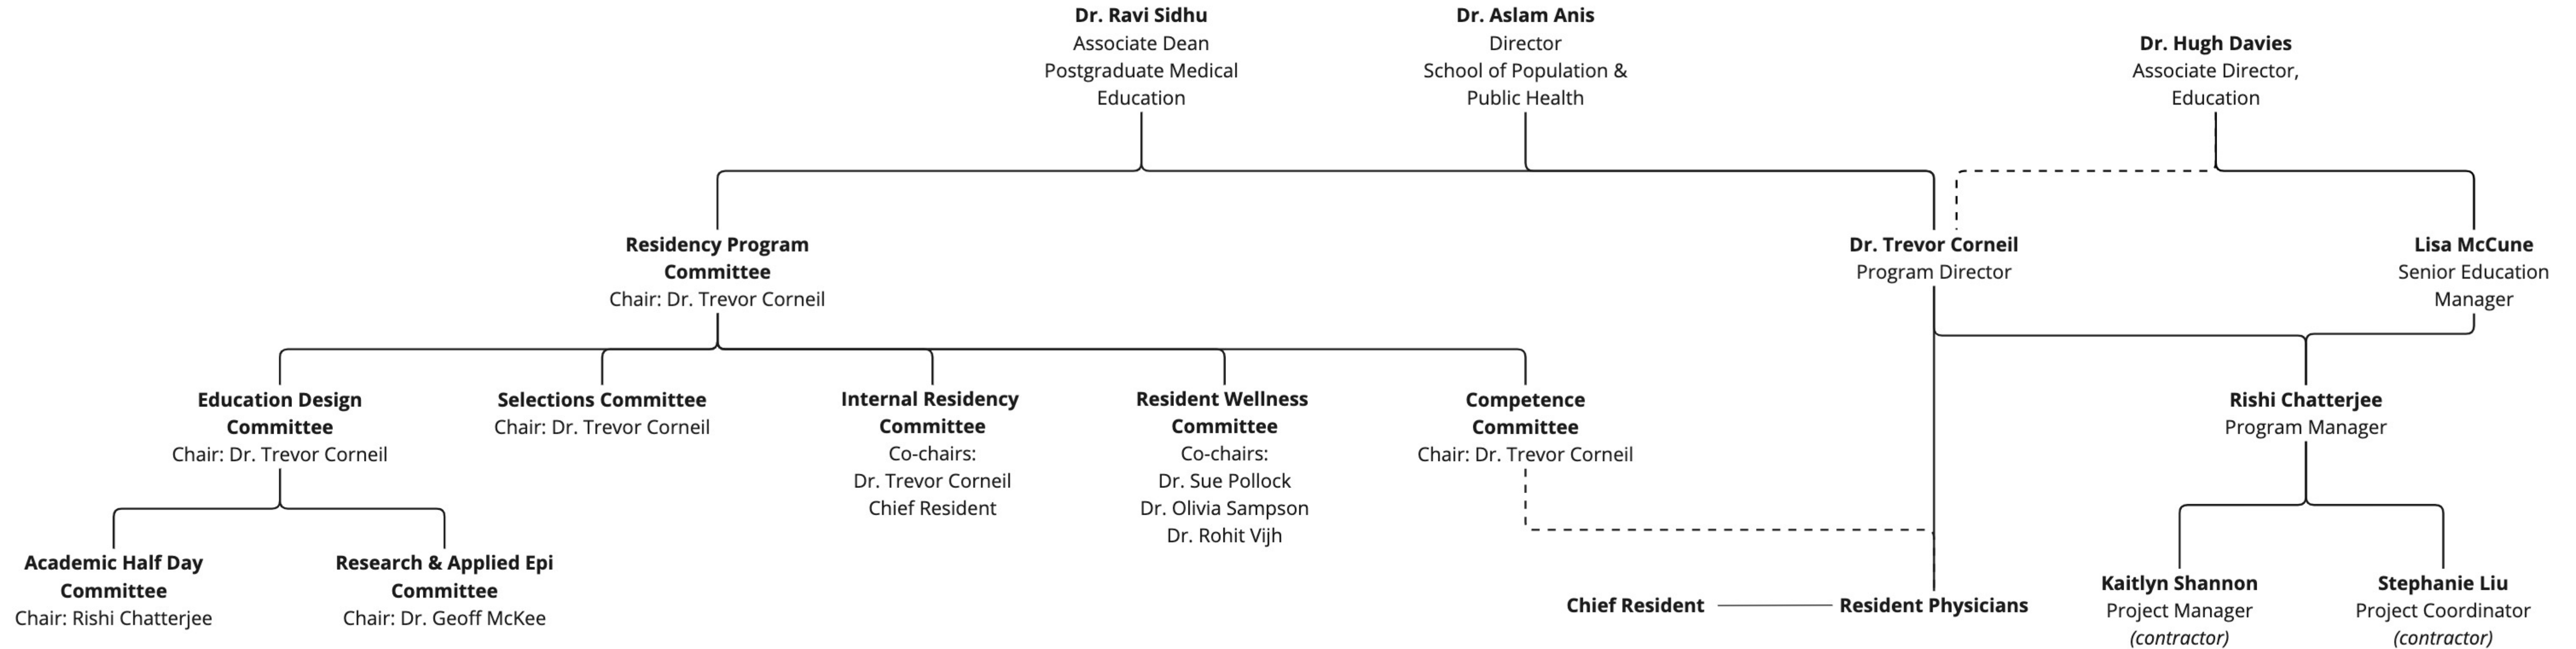 Dr. Ravi Sidhu
Associate Dean
Postgraduate Medical
Education
Dr. Aslam Anis
Director
School of Population &
Public Health
Dr. Hugh Davies
Associate Director,
Education
Residency Program
Committee
Chair: Dr. Trevor Corneil
Dr. Trevor Corneil
Program Director
Lisa McCune
Senior Education
Manager
Education Design
Committee
Chair: Dr. Trevor Corneil
Selections Committee
Chair: Dr. Trevor Corneil
Internal Residency
Committee
Co-chairs:
Dr. Trevor Corneil
Chief Resident
Resident Wellness
Committee
Co-chairs:
Dr. Sue Pollock
Dr. Olivia Sampson
Dr. Rohit Vijh
Competence
Committee
Chair: Dr. Trevor Corneil
Rishi Chatterjee
Program Manager
Academic Half Day
Committee
Chair: Rishi Chatterjee
Research & Applied Epi
Committee
Chair: Dr. Geoff McKee
Chief Resident
Resident Physicians
Kaitlyn Shannon
Project Manager
(contractor)
Stephanie Liu
Project Coordinator
(contractor)